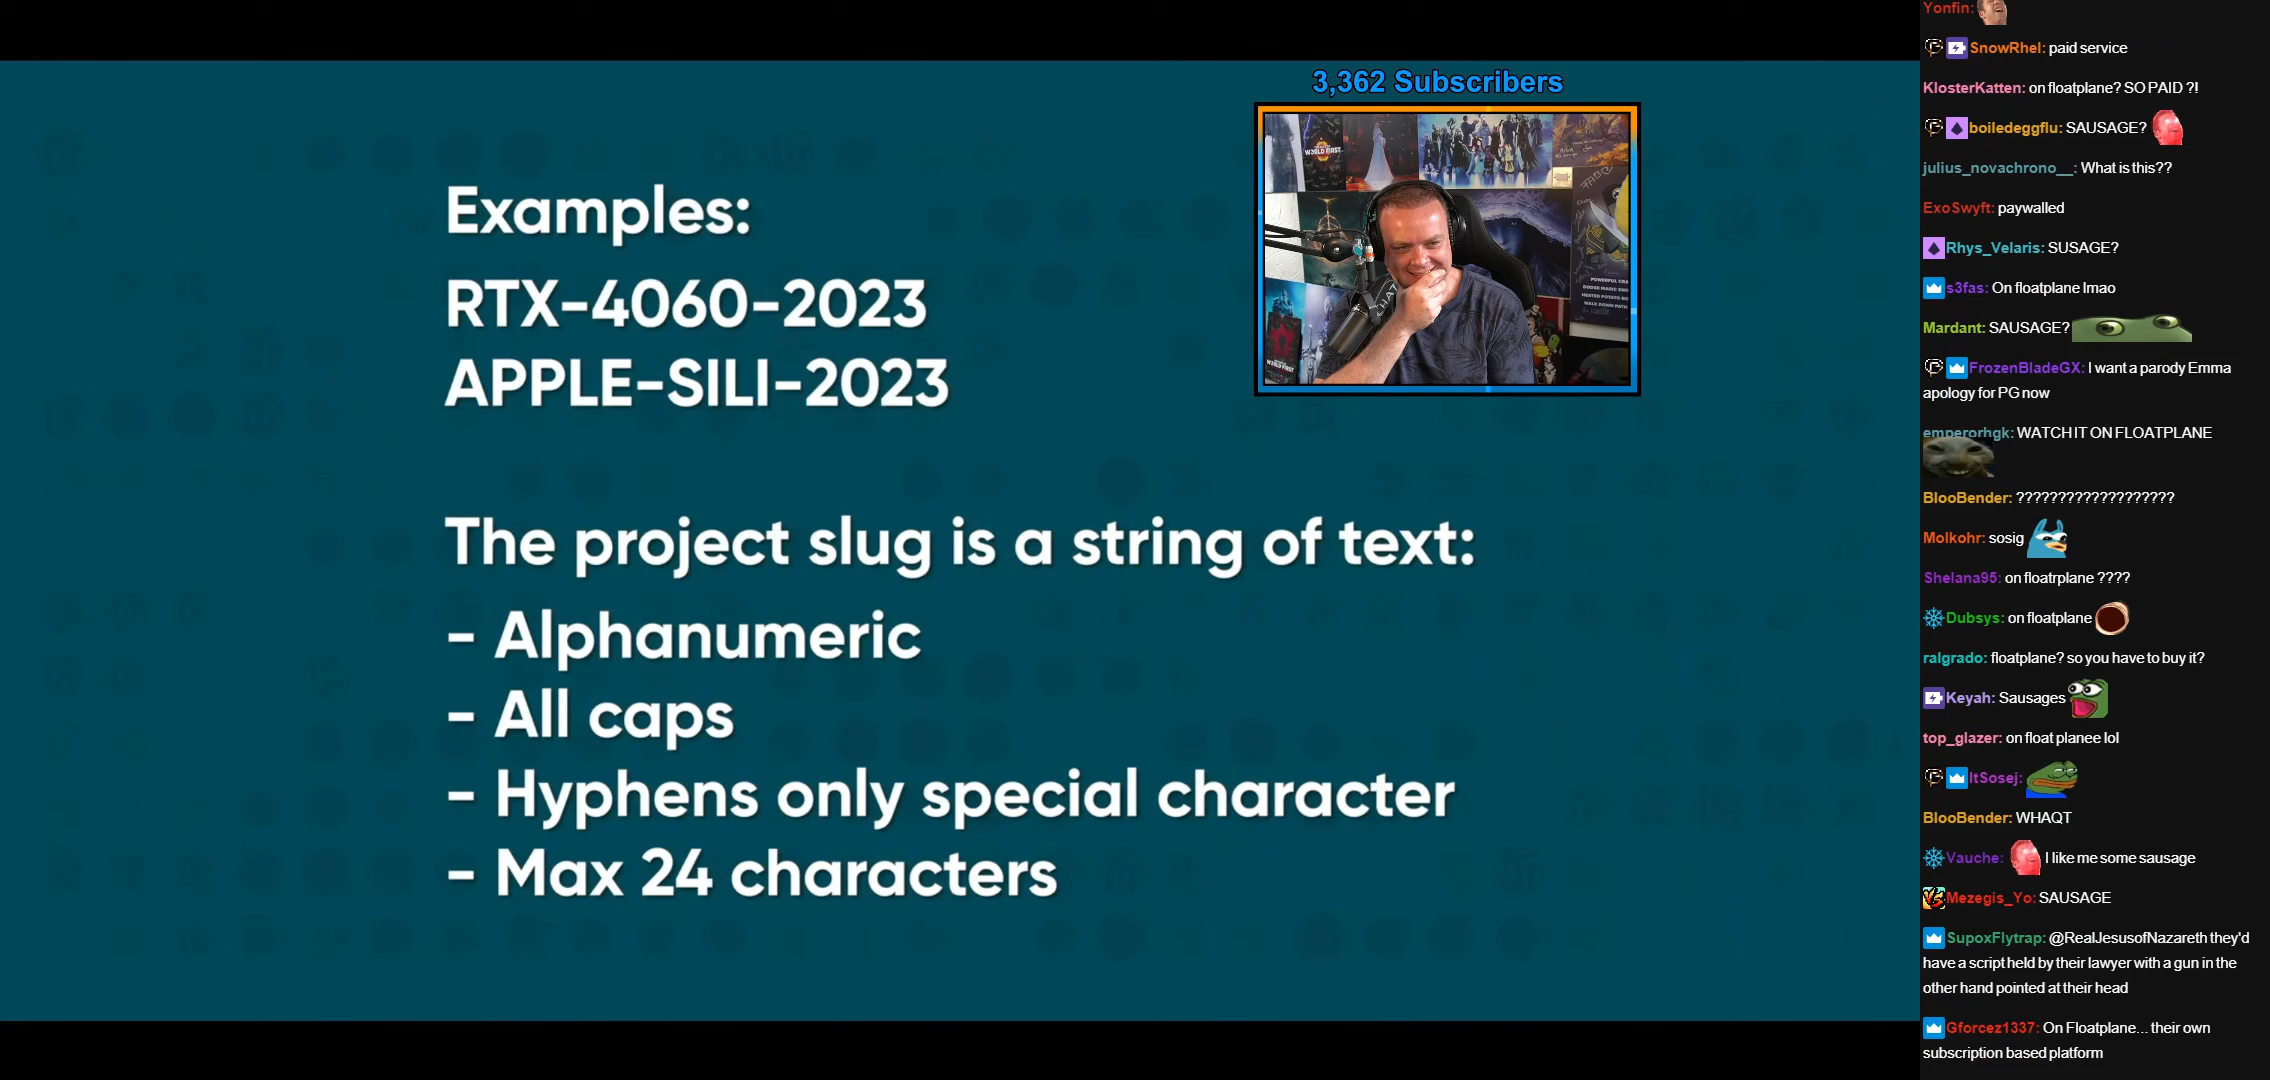 3,362 Subscribers
WORLD FIRST
Examples:
RTX-4060-2023
APPLE-SILI-2023
The project slug is a string of text:
- Alphanumeric
- All caps
- Hyphens only special character
- Max 24 characters
Yonfin:
SnowRhel: paid service
KlosterKatten: on floatplane? SO PAID ?!
boiledeggflu: SAUSAGE?
julius_novachrono__: What is this??
ExoSwyft: paywalled
Rhys_Velaris: SUSAGE?
s3fas: On floatplane lmao
Mardant: SAUSAGE?
FrozenBladeGX: I want a parody Emma
apology for PG now
emperorhgk: WATCH IT ON FLOATPLANE
BlooBender: ???????????????????
Molkohr: sosig
Shelana95: on floatrplane ????
Dubsys: on floatplane
ralgrado: floatplane? so you have to buy it?
Keyah: Sausages
top_glazer: on float planee lol
ItSosej:
BlooBender: WHAQT
Vauche: I like me some sausage
Mezegis_Yo: SAUSAGE
SupoxFlytrap: @RealJesusofNazareth they'd
have a script held by their lawyer with a gun in the
other hand pointed at their head
Gforcez1337: On Floatplane... their own
subscription based platform